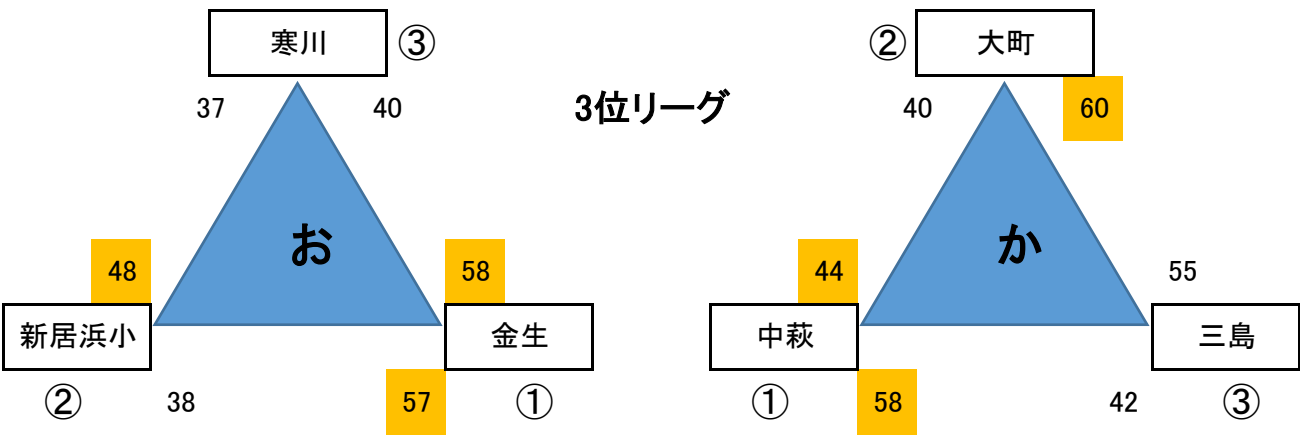 寒川 ③
② 大町
37 40
3位リーグ
40 60
お
か
48 58
44 55
新居浜小
金生
中萩
三島
② 38 57 ①
① 58 42 ③